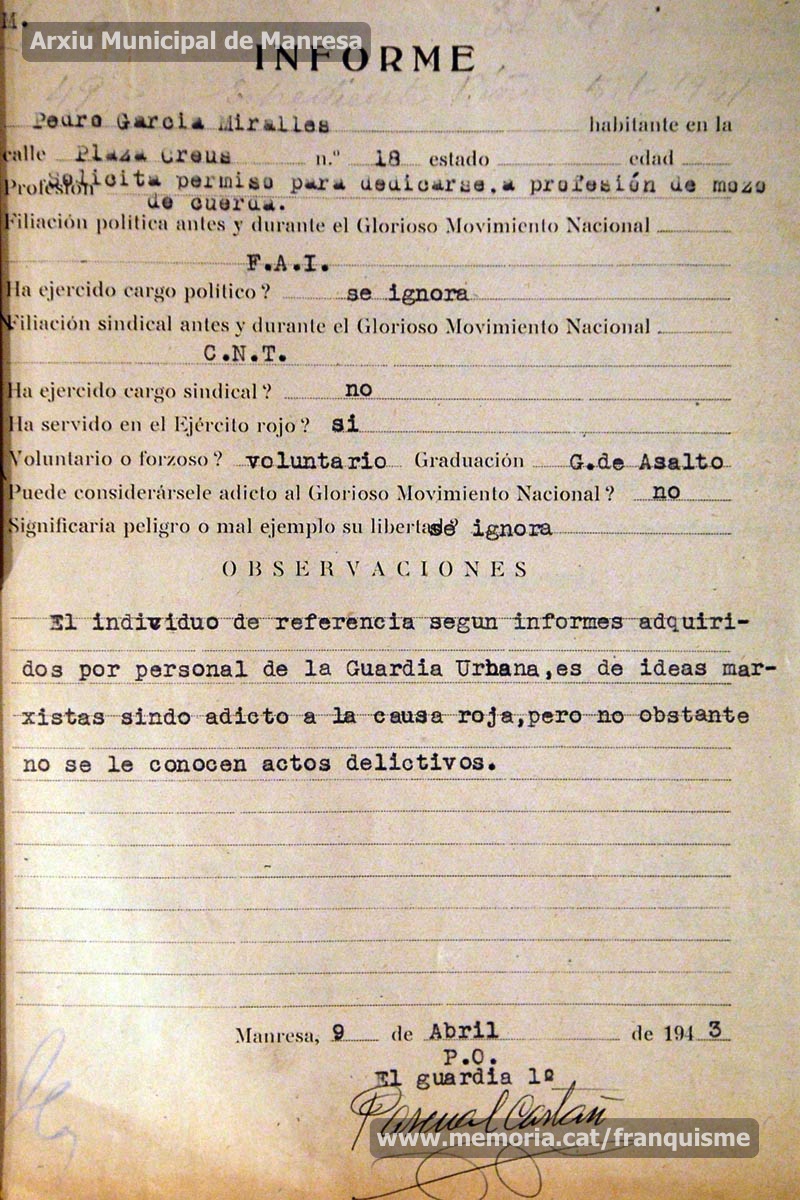 M.
Arxiu Municipal de Manresa
INFORME
Pedro Garcia Miralles habitante en la
calle Plaza Creus n.º 18 estado edad
Profesión Solicita permiso para dedicarse.a profesión de mozo
de cuerda.
Filiación política antes y durante el Glorioso Movimiento Nacional
F.A.I.
Ha ejercido cargo político? se ignora
Filiación sindical antes y durante el Glorioso Movimiento Nacional
C.N.T.
Ha ejercido cargo sindical? no
Ha servido en el Ejército rojo? si
Voluntario o forzoso? voluntario Graduación G.de Asalto
Puede considerársele adicto al Glorioso Movimiento Nacional? no
Significaría peligro o mal ejemplo su libertad? se ignora
OBSERVACIONES
El individuo de referencia segun informes adquiri-
dos por personal de la Guardia Urbana,es de ideas mar-
xistas sindo adicto a la causa roja,pero no obstante
no se le conocen actos delictivos.
Manresa, 9 de Abril de 1943
P.O.
El guardia 1º
Pascual
www.memoria.cat/franquisme